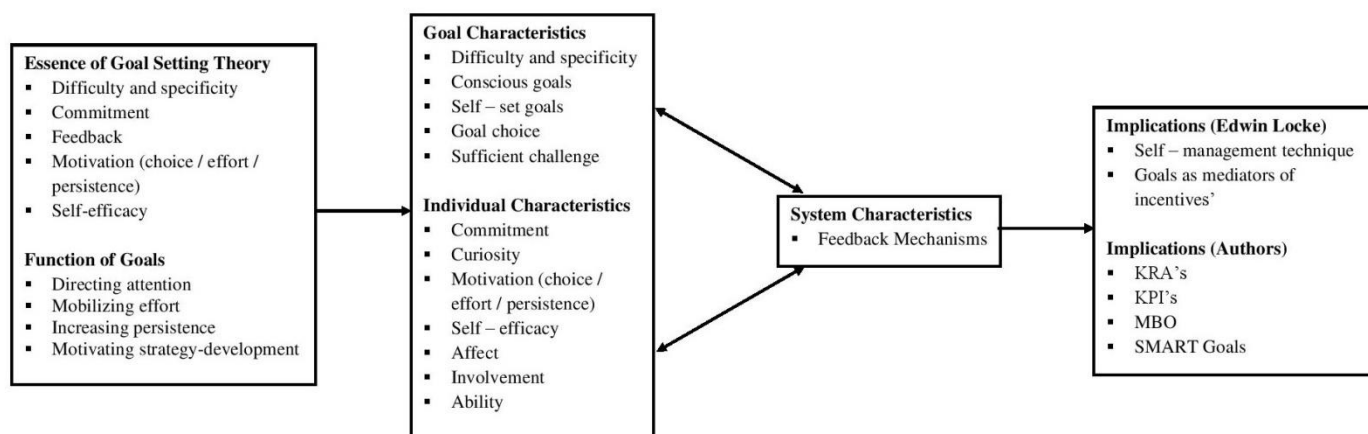 Essence of Goal Setting Theory
▪ Difficulty and specificity
▪ Commitment
▪ Feedback
▪ Motivation (choice / effort /
persistence)
▪ Self-efficacy
Function of Goals
▪ Directing attention
▪ Mobilizing effort
▪ Increasing persistence
▪ Motivating strategy-development
Goal Characteristics
▪ Difficulty and specificity
▪ Conscious goals
▪ Self – set goals
▪ Goal choice
▪ Sufficient challenge
Individual Characteristics
▪ Commitment
▪ Curiosity
▪ Motivation (choice /
effort / persistence)
▪ Self – efficacy
▪ Affect
▪ Involvement
▪ Ability
System Characteristics
▪ Feedback Mechanisms
Implications (Edwin Locke)
▪ Self – management technique
▪ Goals as mediators of
incentives’
Implications (Authors)
▪ KRA’s
▪ KPI’s
▪ MBO
▪ SMART Goals